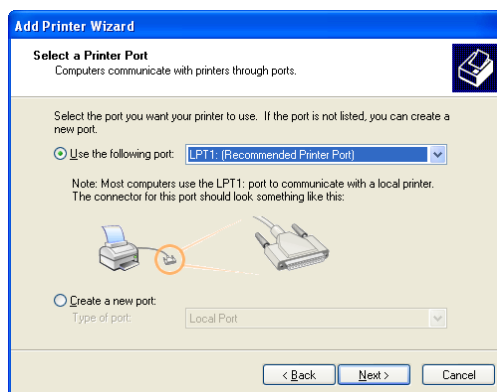 Add Printer Wizard
Select a Printer Port
Computers communicate with printers through ports.
Select the port you want your printer to use. If the port is not listed, you can create a
new port.
Use the following port: LPT1: (Recommended Printer Port)
Note: Most computers use the LPT1: port to communicate with a local printer.
The connector for this port should look something like this:
Create a new port:
Type of port: Local Port
< Back Next > Cancel